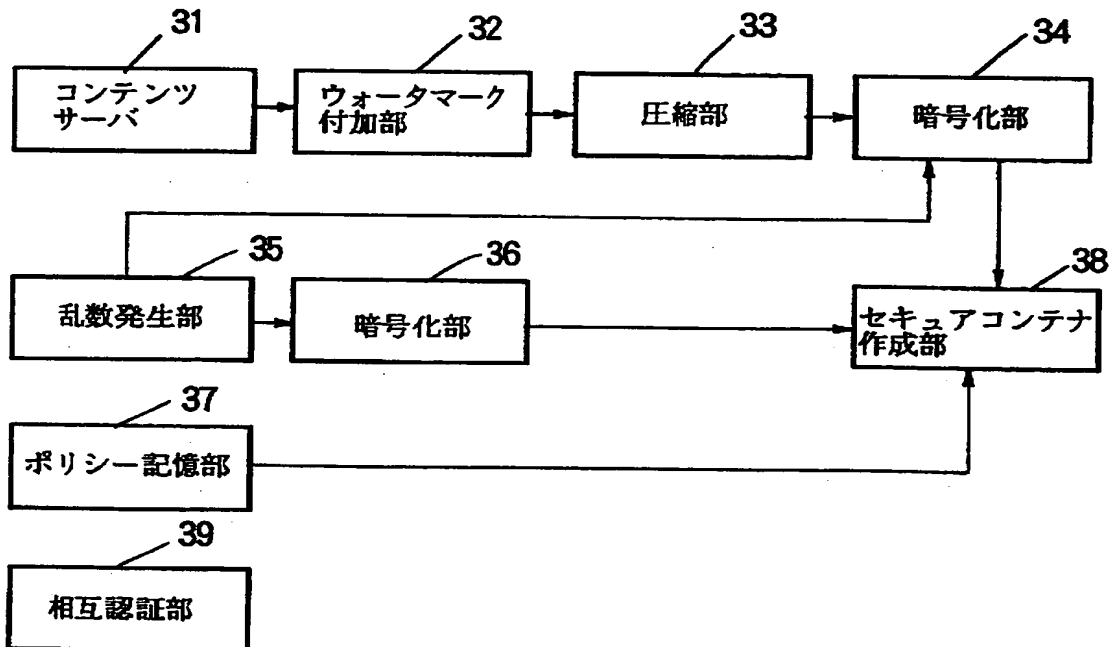 31
32
33
34
コンテンツ
サーバ
ウォータマーク
付加部
圧縮部
暗号化部
35
36
38
乱数発生部
暗号化部
セキュアコンテナ
作成部
37
ポリシー記憶部
39
相互認証部